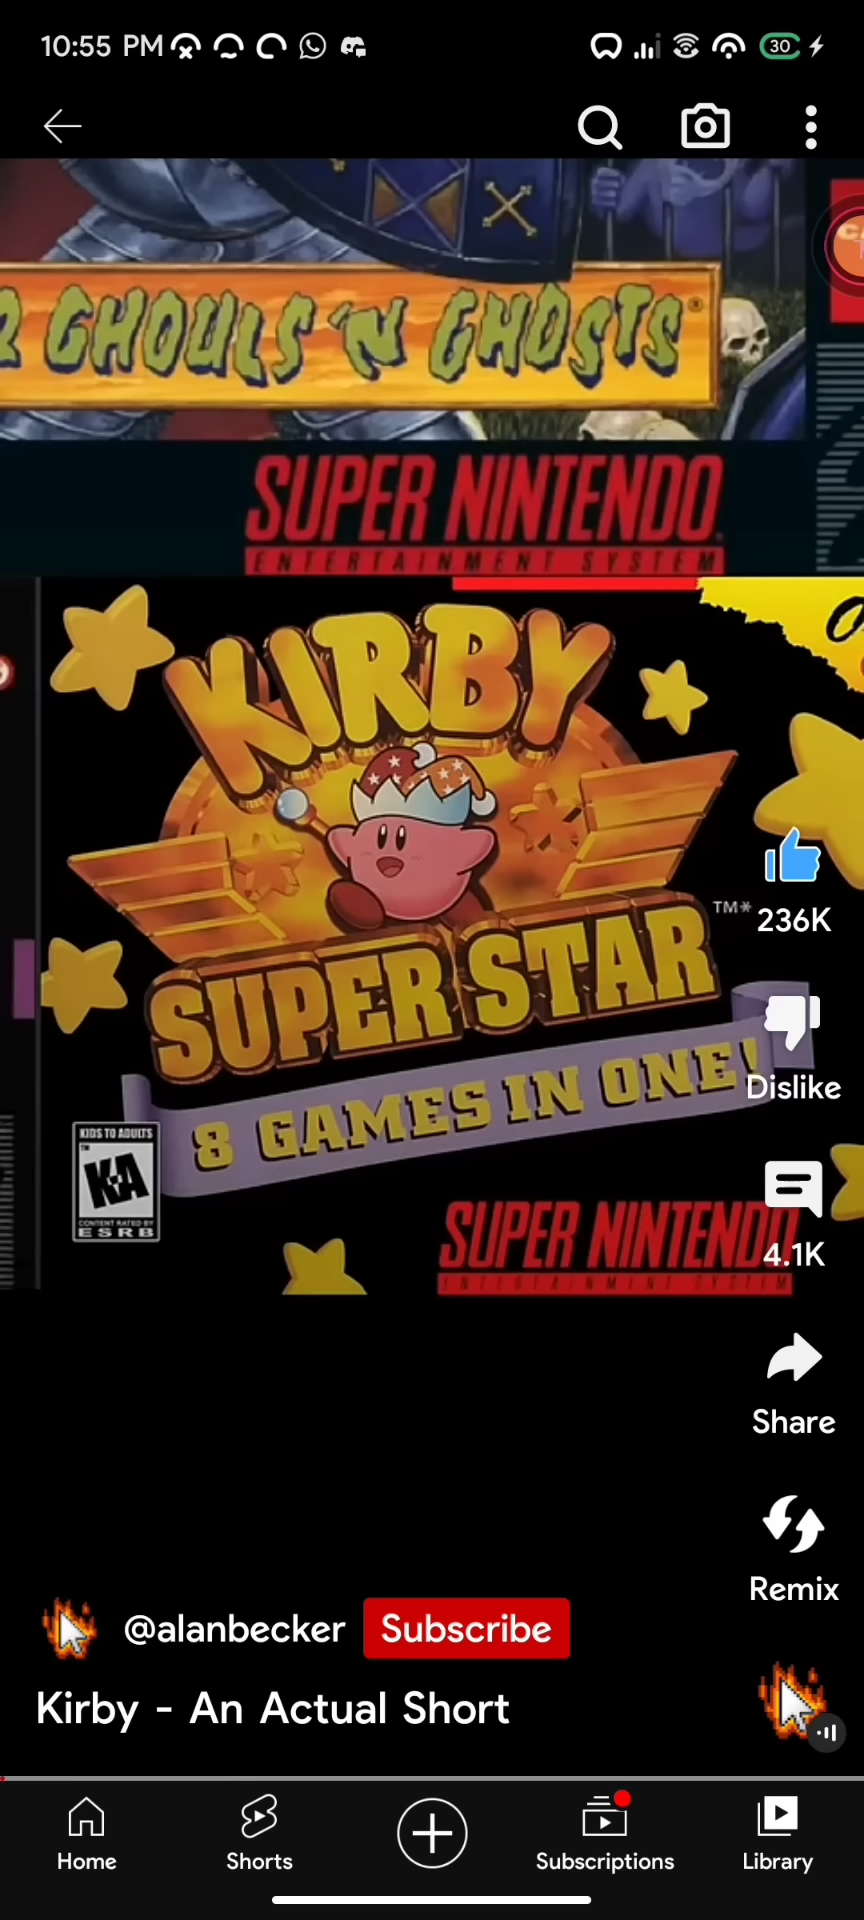 10:55 PM
30
GHOULS 'N GHOSTS®
SUPER NINTENDO
ENTERTAINMENT SYSTEM
KIRBY
SUPER STAR
TM*
8 GAMES IN ONE!
KIDS TO ADULTS
K-A
CONTENT RATED BY
ESRB
SUPER NINTENDO
ENTERTAINMENT SYSTEM
236K
Dislike
4.1K
Share
Remix
@alanbecker
Subscribe
Kirby - An Actual Short
Home
Shorts
Subscriptions
Library